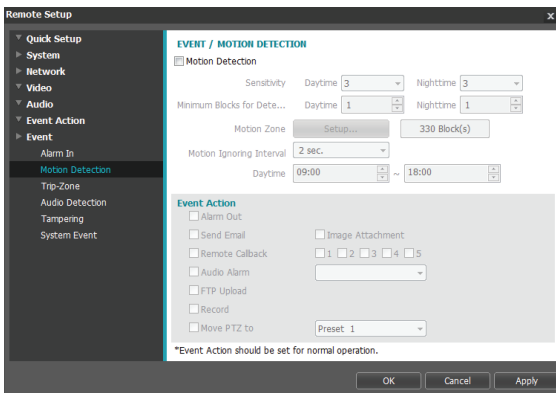 Remote Setup x
Quick Setup
System
Network
Video
Audio
Event Action
Event
Alarm In
Motion Detection
Trip-Zone
Audio Detection
Tampering
System Event
EVENT / MOTION DETECTION
Motion Detection
Sensitivity Daytime 3 Nighttime 3
Minimum Blocks for Dete... Daytime 1 Nighttime 1
Motion Zone Setup... 330 Block(s)
Motion Ignoring Interval 2 sec.
Daytime 09:00 ~ 18:00
Event Action
Alarm Out
Send Email Image Attachment
Remote Callback 1 2 3 4 5
Audio Alarm
FTP Upload
Record
Move PTZ to Preset 1
*Event Action should be set for normal operation.
OK Cancel Apply